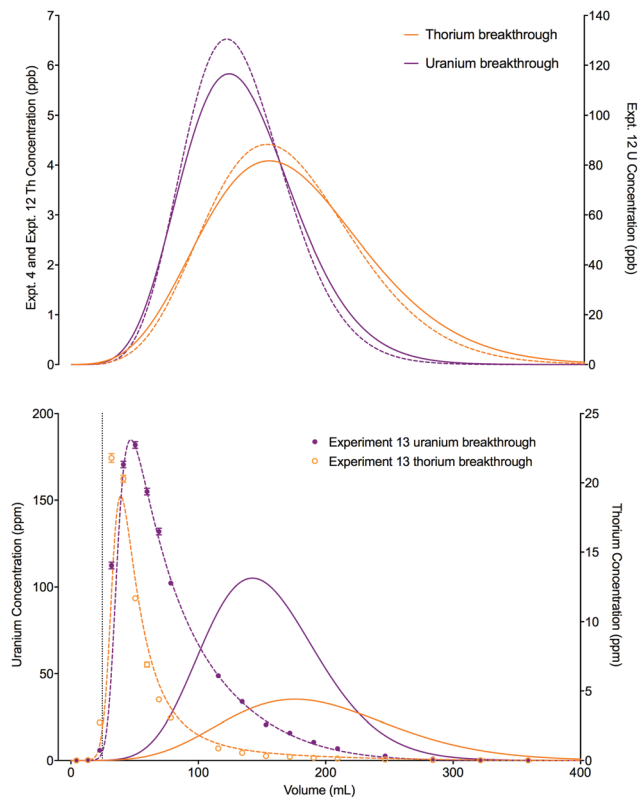 Expt. 4 and Expt. 12 Th Concentration (ppb)
7
6
5
4
3
2
1
0
Thorium breakthrough
Uranium breakthrough
140
120
100
80
60
40
20
0
Expt. 12 U Concentration
(ppb)
Uranium Concentration (ppm)
200
150
100
50
0
Experiment 13 uranium breakthrough
Experiment 13 thorium breakthrough
25
20
15
10
5
0
Thorium Concentration
(ppm)
0
100
200
300
400
Volume (mL)